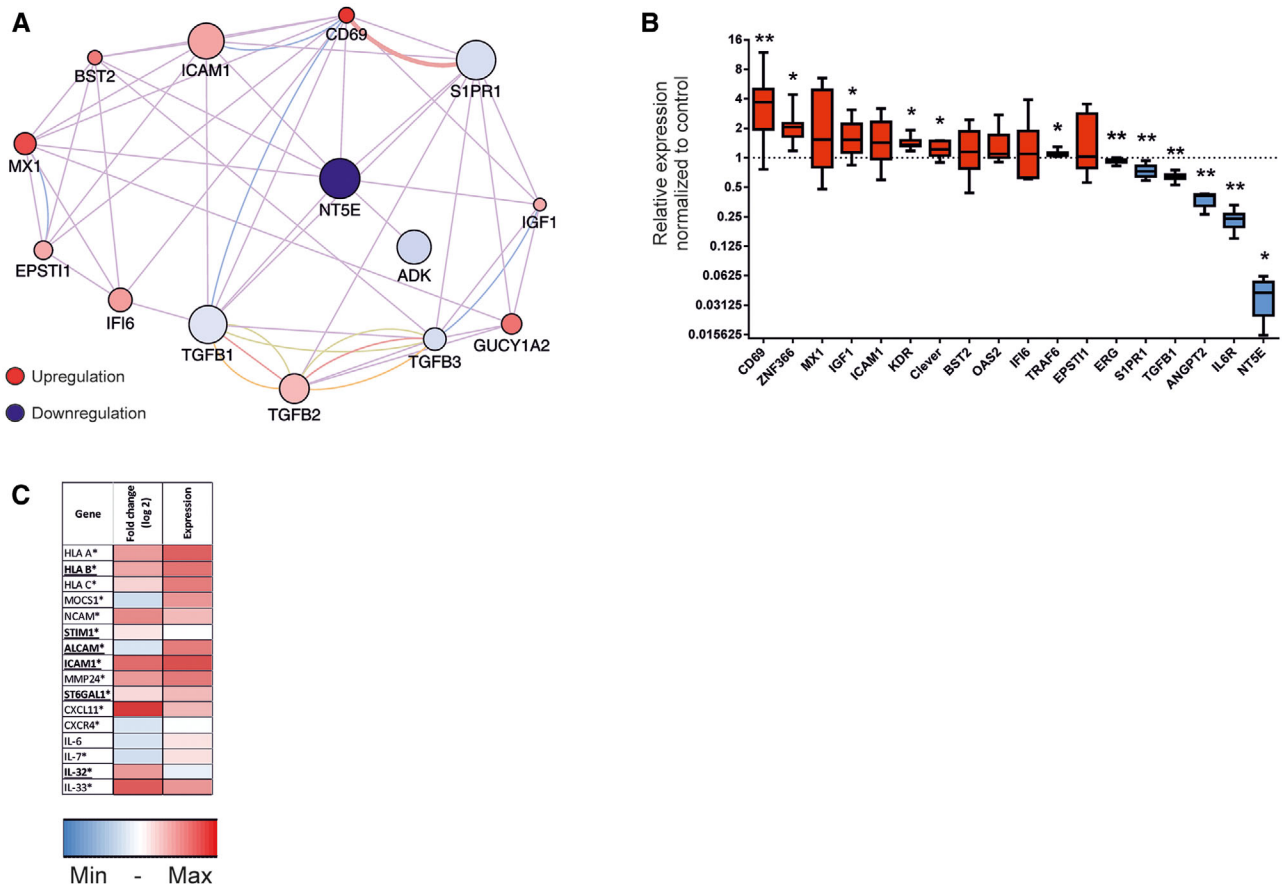 A
CD69
ICAM1
BST2
S1PR1
MX1
NT5E
IGF1
EPSTI1
ADK
IFI6
TGFB1
GUCY1A2
TGFB3
TGFB2
Upregulation
Downregulation
B
Relative expression
normalized to control
16
8
4
2
1
0.5
0.25
0.125
0.0625
0.03125
0.015625
** * * * * * ** ** ** ** ** *
CD69 ZNF366 MX1 IGF1 ICAM1 KDR Clever BST2 OAS2 IFI6 TRAF6 EPSTI1 ERG S1PR1 TGFB1 ANGPT2 IL6R NT5E
C
Gene Fold change (log 2) Expression
HLA A*
HLA B*
HLA C*
MOCS1*
NCAM*
STIM1*
ALCAM*
ICAM1*
MMP24*
ST6GAL1*
CXCL11*
CXCR4*
IL-6
IL-7*
IL-32*
IL-33*
Min - Max